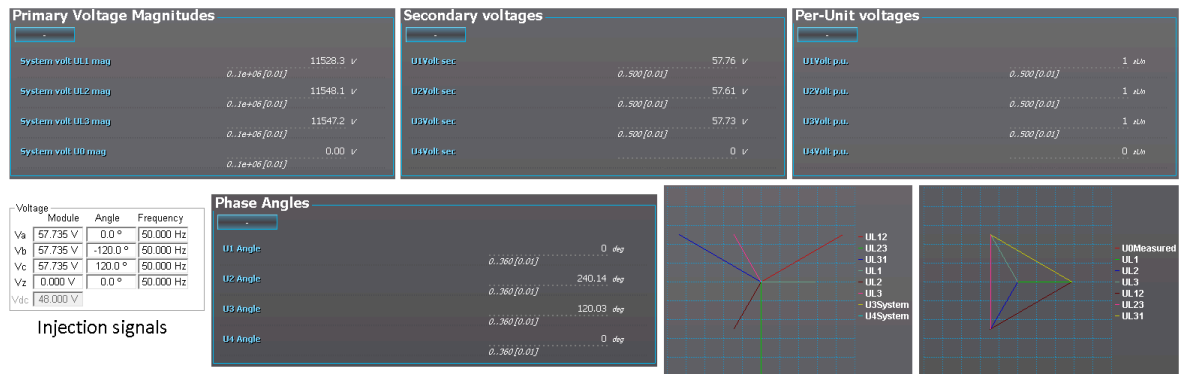 Primary Voltage Magnitudes
-
System volt UL1 mag 11528.3 V
0..1e+06 [0.01]
System volt UL2 mag 11548.1 V
0..1e+06 [0.01]
System volt UL3 mag 11547.2 V
0..1e+06 [0.01]
System volt U0 mag 0.00 V
0..1e+06 [0.01]
Secondary voltages
-
U1Volt sec 57.76 V
0..500 [0.01]
U2Volt sec 57.61 V
0..500 [0.01]
U3Volt sec 57.73 V
0..500 [0.01]
U4Volt sec 0 V
Per-Unit voltages
-
U1Volt p.u. 1 xUn
0..500 [0.01]
U2Volt p.u. 1 xUn
0..500 [0.01]
U3Volt p.u. 1 xUn
0..500 [0.01]
U4Volt p.u. 0 xUn
Voltage
Module Angle Frequency
Va 57.735 V 0.0 º 50.000 Hz
Vb 57.735 V -120.0 º 50.000 Hz
Vc 57.735 V 120.0 º 50.000 Hz
Vz 0.000 V 0.0 º 50.000 Hz
Vdc 48.000 V
Injection signals
Phase Angles
-
U1 Angle 0 deg
0..360 [0.01]
U2 Angle 240.14 deg
0..360 [0.01]
U3 Angle 120.03 deg
0..360 [0.01]
U4 Angle 0 deg
0..360 [0.01]
UL12
UL23
UL31
UL1
UL2
UL3
U3System
U4System
U0Measured
UL1
UL2
UL3
UL12
UL23
UL31